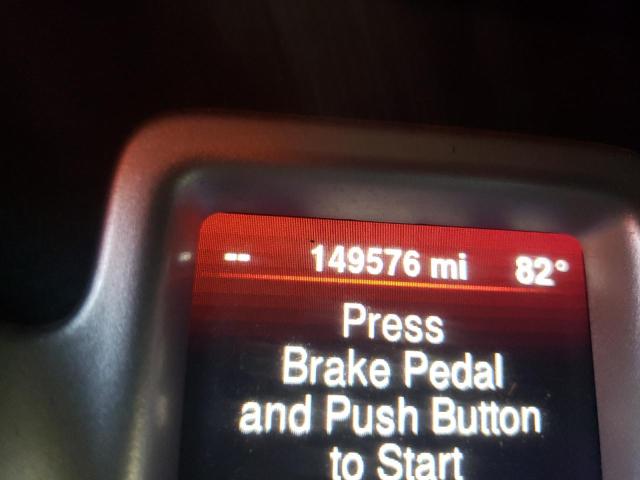 -- 149576 mi 82°
Press
Brake Pedal
and Push Button
to Start